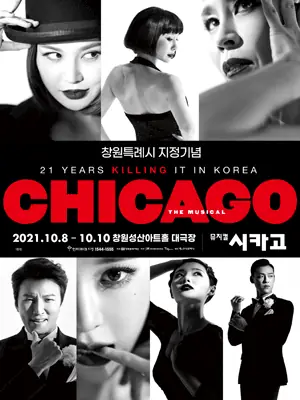 창원특례시 지정기념
21 YEARS KILLING IT IN KOREA
CHICAGO
THE MUSICAL
2021.10.8 – 10.10 창원성산아트홀 대극장
뮤지컬 시카고